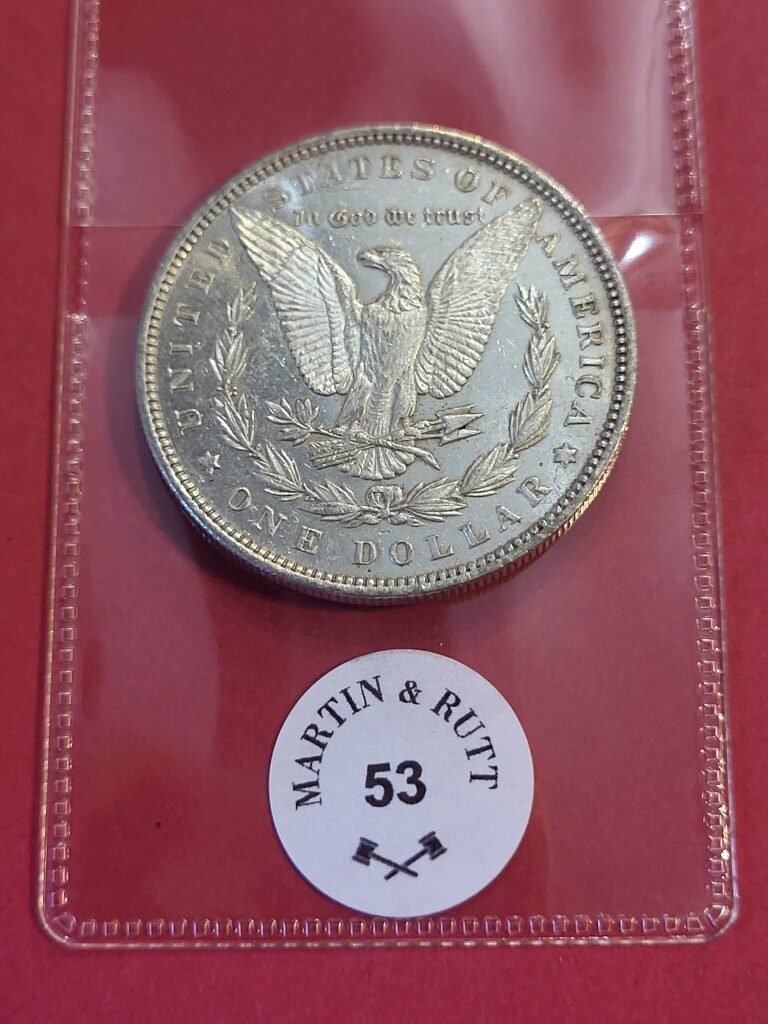 UNITED STATES OF AMERICA
In God we trust
ONE DOLLAR
MARTIN & RUTT
53